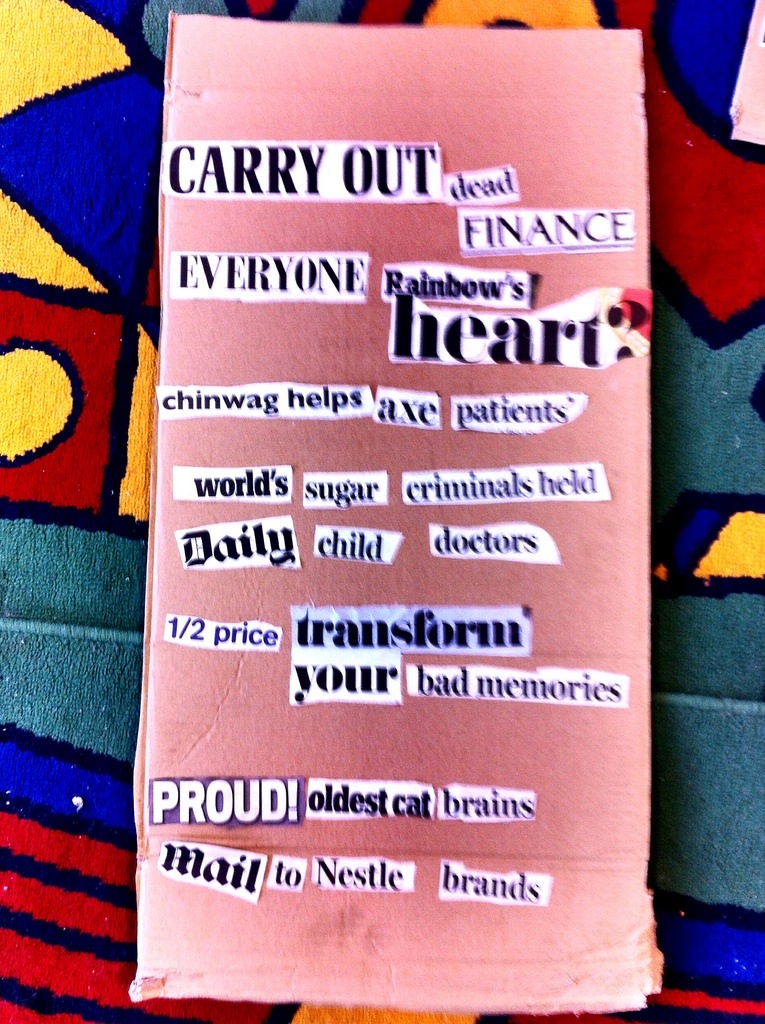 CARRY OUT dead
FINANCE
EVERYONE Rainbow's
heart?
chinwag helps axe patients'
world's sugar criminals held
Daily child doctors
1/2 price transform
your bad memories
PROUD! oldest cat brains
Mail to Nestle brands